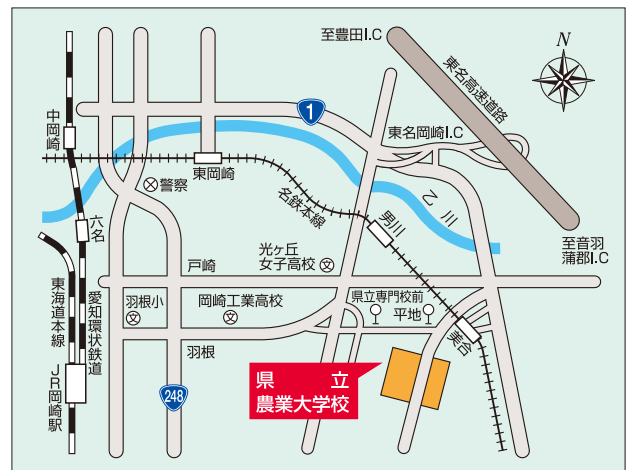 至豊田I.C
N
東名高速道路
中岡崎
1
東名岡崎I.C
東岡崎
警察
名鉄本線
乙川
六名
男川
至音羽
蒲郡I.C
光ヶ丘
女子高校
文
戸崎
東海道本線
愛知環状鉄道
羽根小
文
岡崎工業高校
文
県立専門校前
平地
美合
羽根
JR岡崎駅
248
県立
農業大学校